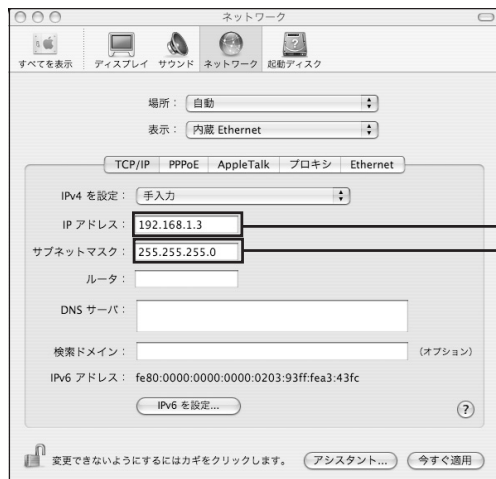 ネットワーク
すべてを表示 ディスプレイ サウンド ネットワーク 起動ディスク
場所： 自動
表示： 内蔵 Ethernet
TCP/IP PPPoE AppleTalk プロキシ Ethernet
IPv4 を設定： 手入力
IP アドレス： 192.168.1.3
サブネットマスク： 255.255.255.0
ルータ：
DNS サーバ：
検索ドメイン： （オプション）
IPv6 アドレス： fe80:0000:0000:0000:0203:93ff:fea3:43fc
IPv6 を設定...
?
変更できないようにするにはカギをクリックします。 アシスタント... 今すぐ適用